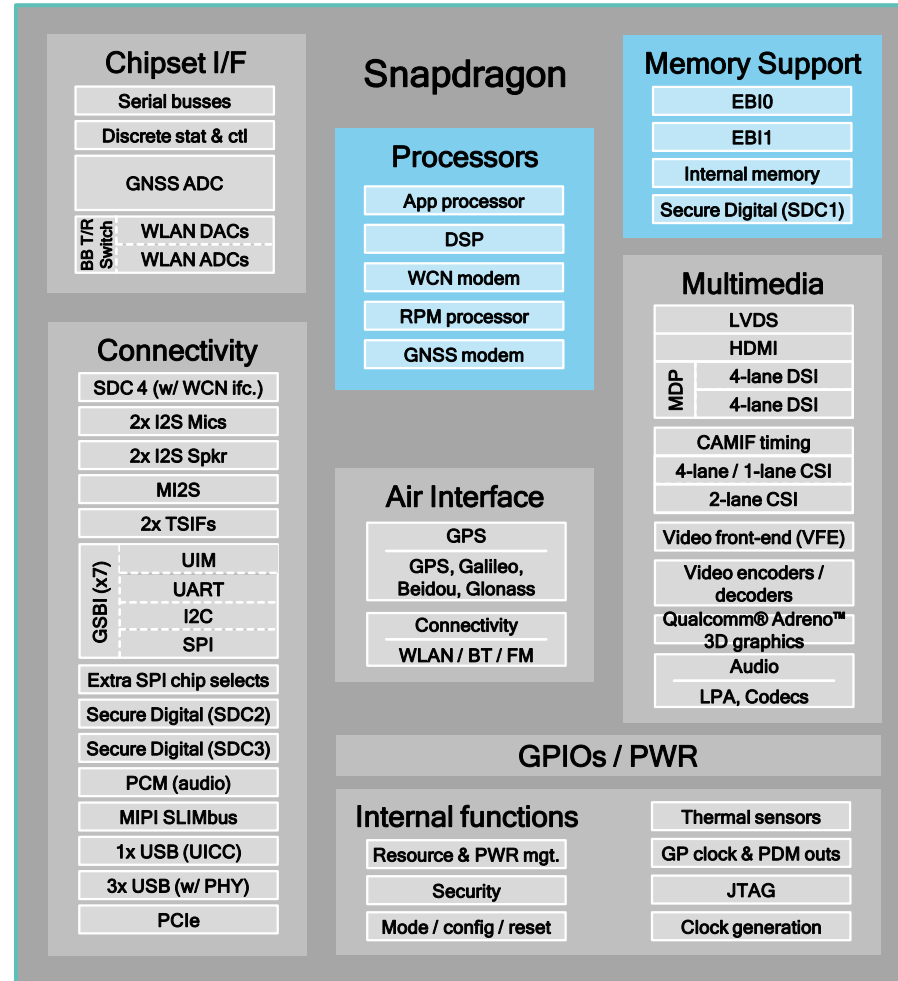 Snapdragon
Chipset I/F
Serial busses
Discrete stat & ctl
GNSS ADC
BB T/R
Switch
WLAN DACs
WLAN ADCs
Connectivity
SDC 4 (w/ WCN ifc.)
2x I2S Mics
2x I2S Spkr
MI2S
2x TSIFs
GSBI (x7)
UIM
UART
I2C
SPI
Extra SPI chip selects
Secure Digital (SDC2)
Secure Digital (SDC3)
PCM (audio)
MIPI SLIMbus
1x USB (UICC)
3x USB (w/ PHY)
PCIe
Processors
App processor
DSP
WCN modem
RPM processor
GNSS modem
Air Interface
GPS
GPS, Galileo,
Beidou, Glonass
Connectivity
WLAN / BT / FM
Memory Support
EBI0
EBI1
Internal memory
Secure Digital (SDC1)
Multimedia
LVDS
HDMI
MDP
4-lane DSI
4-lane DSI
CAMIF timing
4-lane / 1-lane CSI
2-lane CSI
Video front-end (VFE)
Video encoders /
decoders
Qualcomm® Adreno™
3D graphics
Audio
LPA, Codecs
GPIOs / PWR
Internal functions
Resource & PWR mgt.
Security
Mode / config / reset
Thermal sensors
GP clock & PDM outs
JTAG
Clock generation